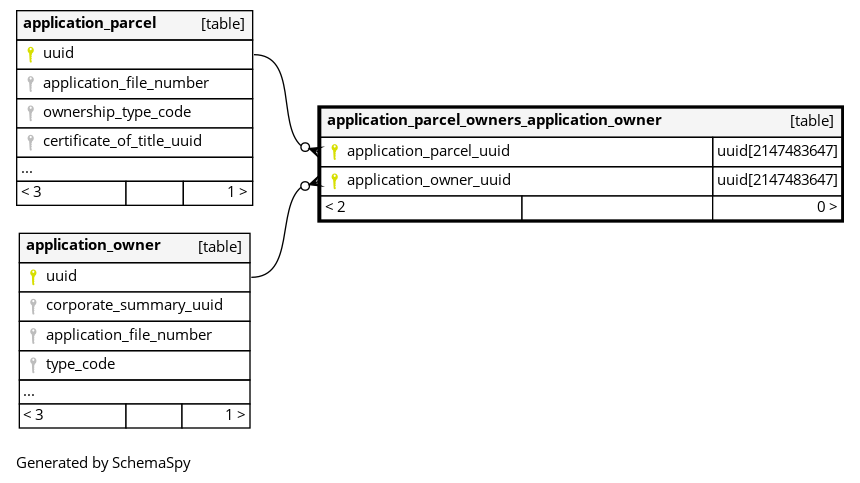 application_parcel [table]
uuid
application_file_number
ownership_type_code
certificate_of_title_uuid
...
< 3 1 >
application_parcel_owners_application_owner [table]
application_parcel_uuid uuid[2147483647]
application_owner_uuid uuid[2147483647]
< 2 0 >
application_owner [table]
uuid
corporate_summary_uuid
application_file_number
type_code
...
< 3 1 >
Generated by SchemaSpy